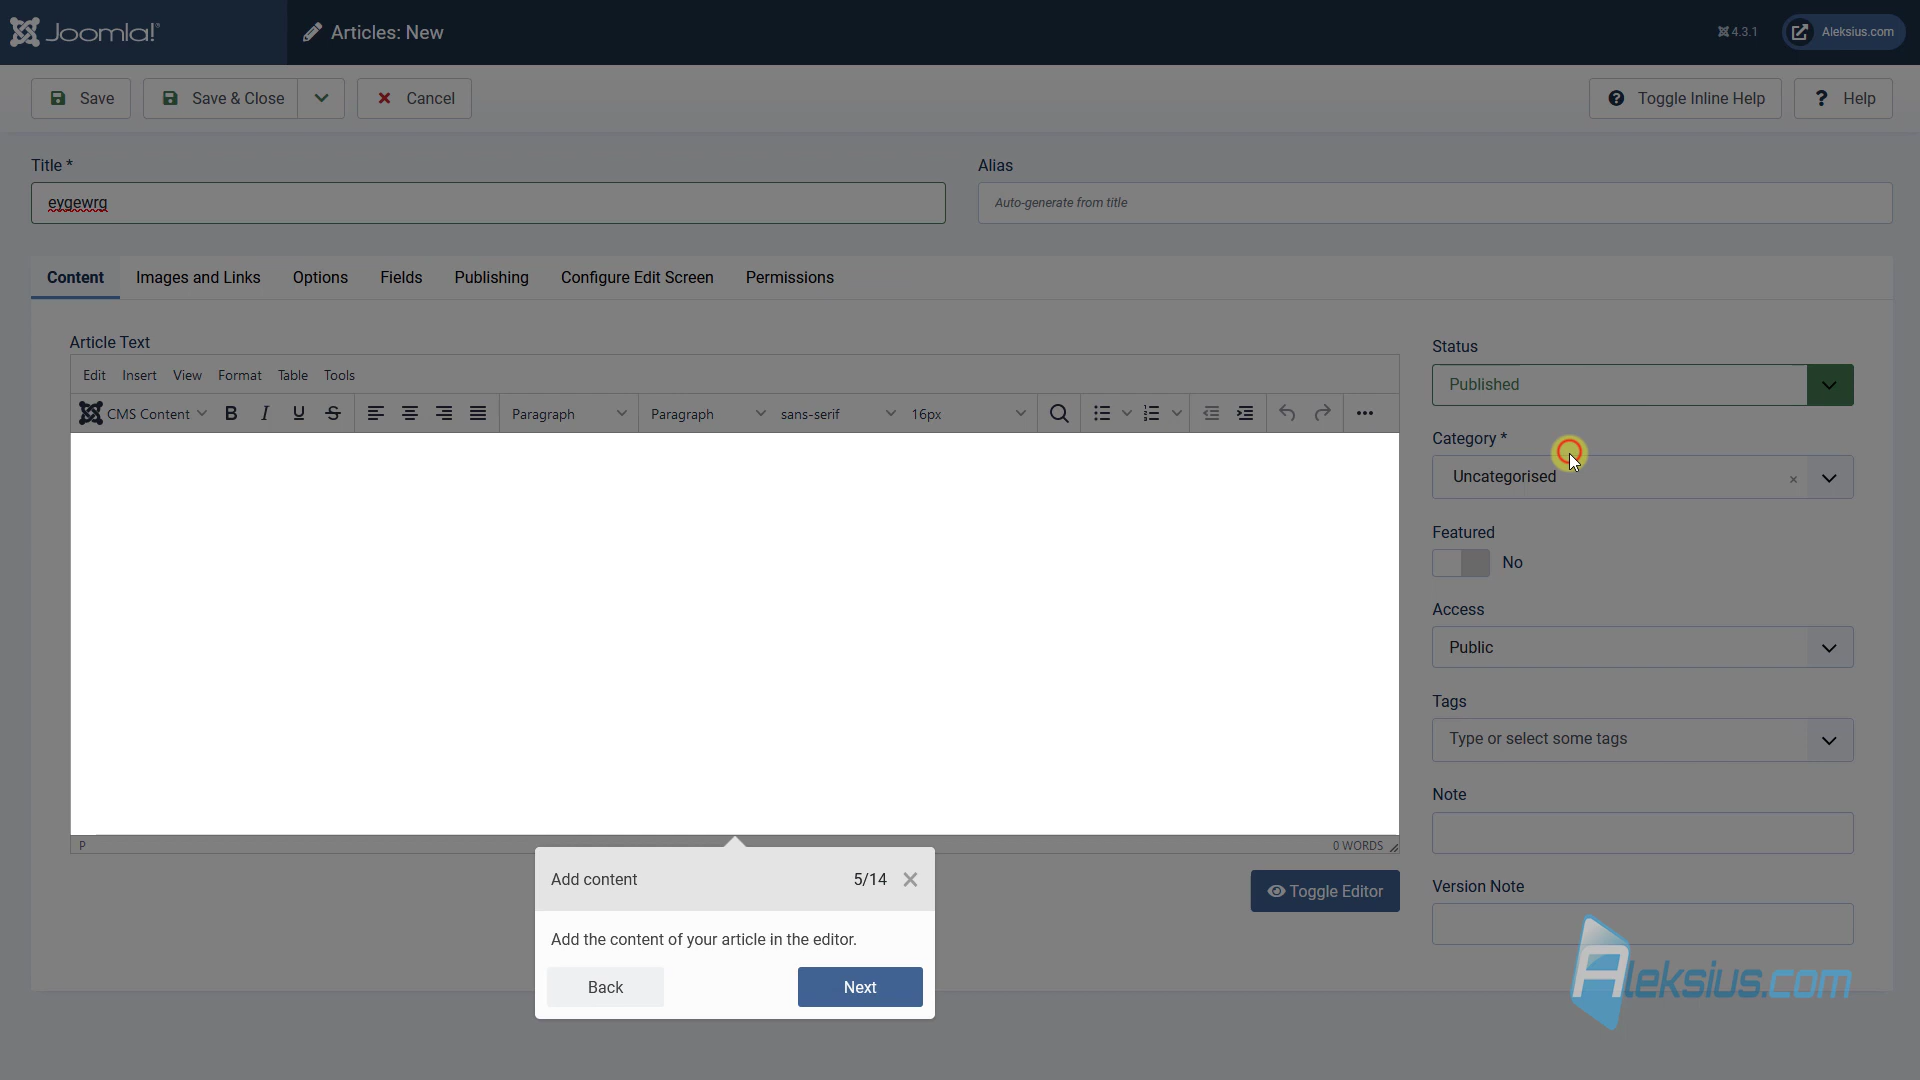 Joomla!
Articles: New
4.3.1
Aleksius.com
Save
Save & Close
Cancel
Toggle Inline Help
? Help
Title *
Alias
eygewrg
Auto-generate from title
Content
Images and Links
Options
Fields
Publishing
Configure Edit Screen
Permissions
Article Text
Edit
Insert
View
Format
Table
Tools
CMS Content
B
I
U
S
Paragraph
Paragraph
sans-serif
16px
P
0 WORDS
Toggle Editor
Add content
5/14
Add the content of your article in the editor.
Back
Next
Status
Published
Category *
Uncategorised
Featured
No
Access
Public
Tags
Type or select some tags
Note
Version Note
Aleksius.com